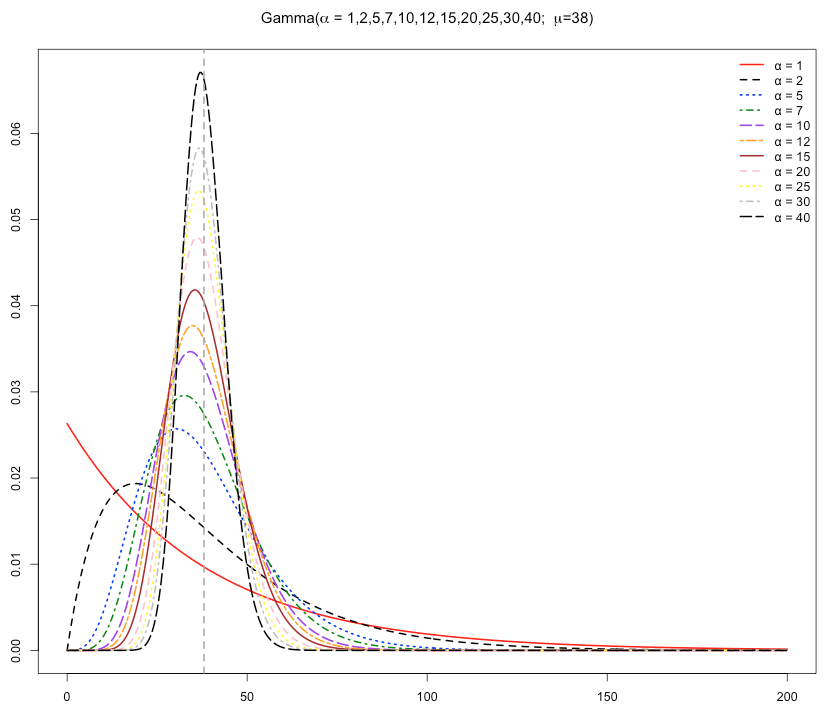 Gamma(α = 1,2,5,7,10,12,15,20,25,30,40;  μ=38)
α = 1
α = 2
α = 5
α = 7
α = 10
α = 12
α = 15
α = 20
α = 25
α = 30
α = 40
0.06
0.05
0.04
0.03
0.02
0.01
0.00
0
50
100
150
200